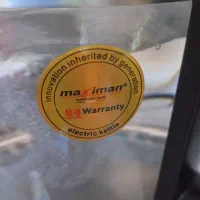 innovation inherited by generation
maximan®
24 Warranty
electric kettle